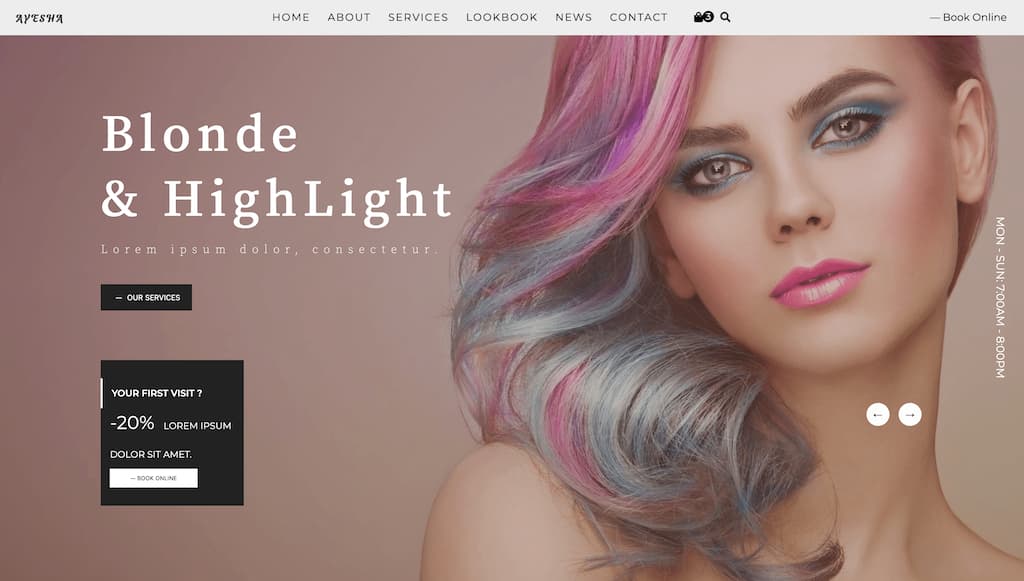 AYESHA
HOME ABOUT SERVICES LOOKBOOK NEWS CONTACT 3 — Book Online
Blonde
& HighLight
Lorem ipsum dolor, consectetur.
— OUR SERVICES
YOUR FIRST VISIT ?
-20% LOREM IPSUM
DOLOR SIT AMET.
— BOOK ONLINE
MON - SUN: 7:00AM - 8:00PM
← →